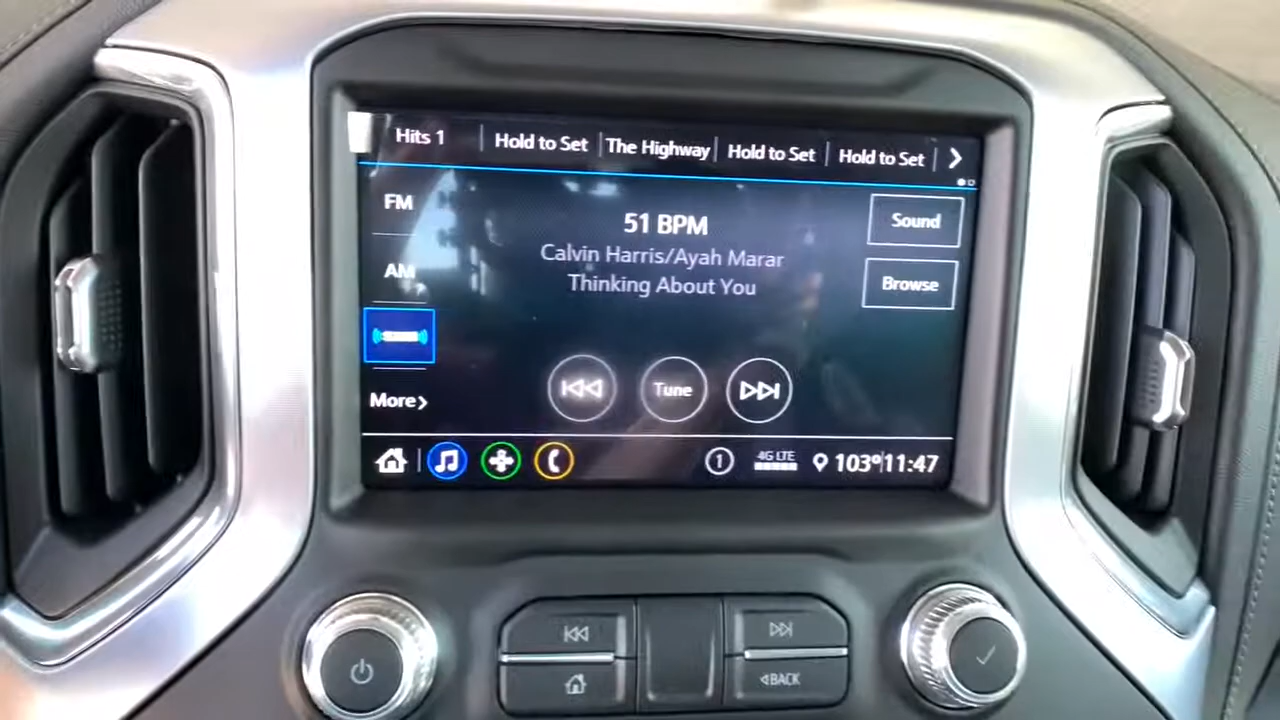 Hits 1 Hold to Set The Highway Hold to Set Hold to Set
FM
51 BPM
Sound
Calvin Harris/Ayah Marar
AM
Thinking About You
Browse
More
Tune
1 4G LTE 103° 11:47
BACK